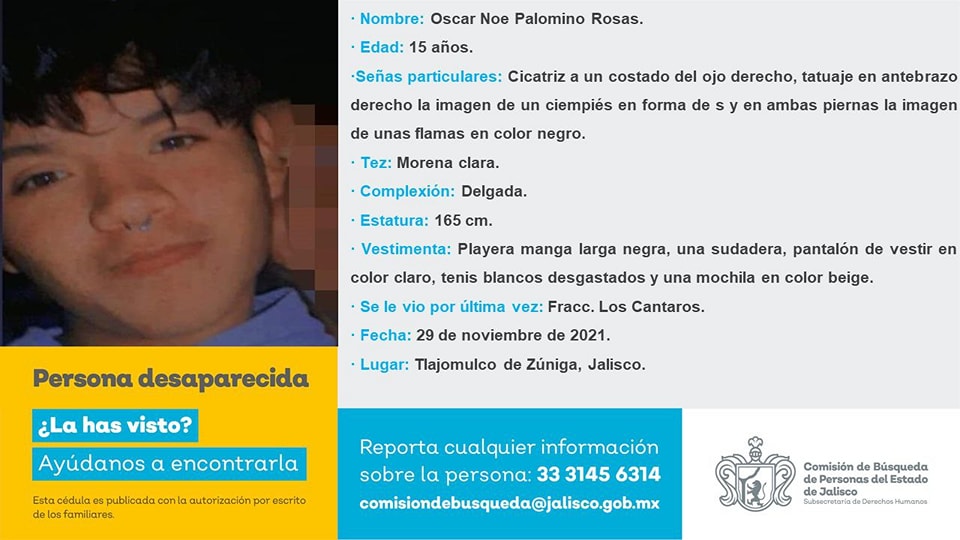 · Nombre: Oscar Noe Palomino Rosas.
· Edad: 15 años.
·Señas particulares: Cicatriz a un costado del ojo derecho, tatuaje en antebrazo
derecho la imagen de un ciempiés en forma de s y en ambas piernas la imagen
de unas flamas en color negro.
· Tez: Morena clara.
· Complexión: Delgada.
· Estatura: 165 cm.
· Vestimenta: Playera manga larga negra, una sudadera, pantalón de vestir en
color claro, tenis blancos desgastados y una mochila en color beige.
· Se le vio por última vez: Fracc. Los Cantaros.
· Fecha: 29 de noviembre de 2021.
· Lugar: Tlajomulco de Zúniga, Jalisco.
Persona desaparecida
¿La has visto?
Ayúdanos a encontrarla
Esta cédula es publicada con la autorización por escrito
de los familiares.
Reporta cualquier información
sobre la persona: 33 3145 6314
comisiondebusqueda@jalisco.gob.mx
Comisión de Búsqueda
de Personas del Estado
de Jalisco
Subsecretaría de Derechos Humanos